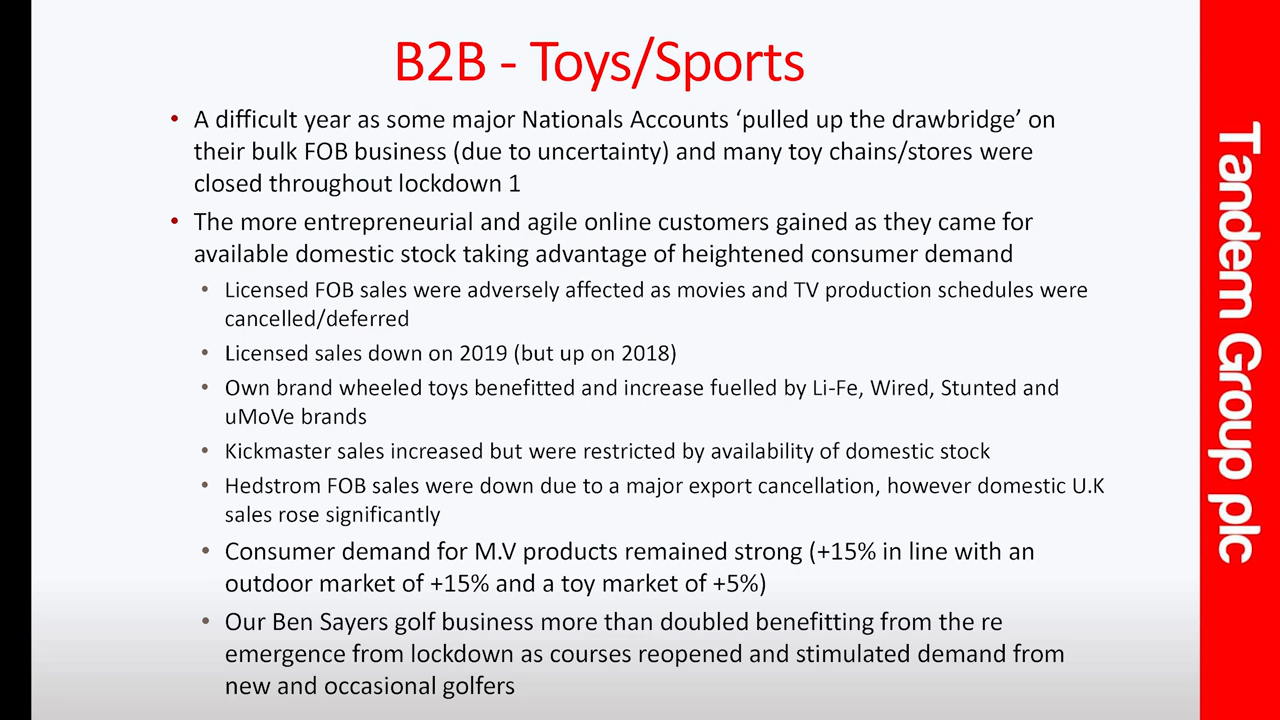 B2B - Toys/Sports
• A difficult year as some major Nationals Accounts ‘pulled up the drawbridge’ on
their bulk FOB business (due to uncertainty) and many toy chains/stores were
closed throughout lockdown 1
• The more entrepreneurial and agile online customers gained as they came for
available domestic stock taking advantage of heightened consumer demand
• Licensed FOB sales were adversely affected as movies and TV production schedules were
cancelled/deferred
• Licensed sales down on 2019 (but up on 2018)
• Own brand wheeled toys benefitted and increase fuelled by Li-Fe, Wired, Stunted and
uMoVe brands
• Kickmaster sales increased but were restricted by availability of domestic stock
• Hedstrom FOB sales were down due to a major export cancellation, however domestic U.K
sales rose significantly
• Consumer demand for M.V products remained strong (+15% in line with an
outdoor market of +15% and a toy market of +5%)
• Our Ben Sayers golf business more than doubled benefitting from the re
emergence from lockdown as courses reopened and stimulated demand from
new and occasional golfers
Tandem Group plc